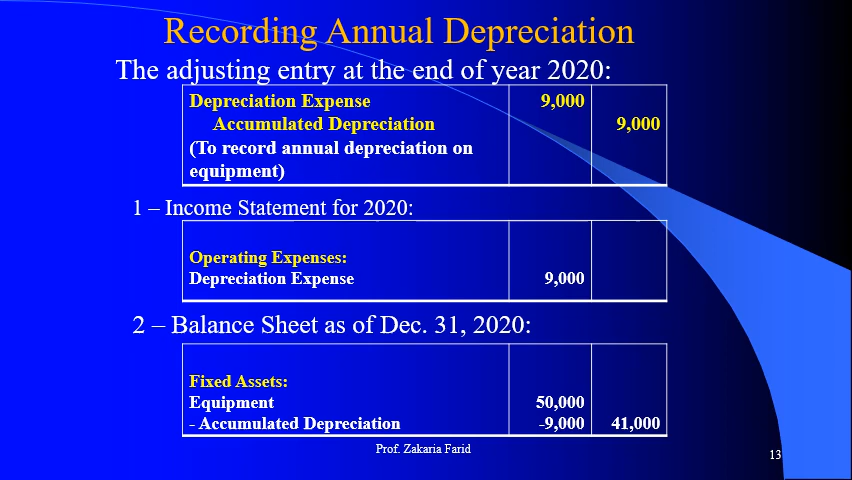 Recording Annual Depreciation
The adjusting entry at the end of year 2020:
Depreciation Expense 9,000
Accumulated Depreciation 9,000
(To record annual depreciation on
equipment)
1 – Income Statement for 2020:
Operating Expenses:
Depreciation Expense 9,000
2 – Balance Sheet as of Dec. 31, 2020:
Fixed Assets:
Equipment 50,000
- Accumulated Depreciation -9,000 41,000
Prof. Zakaria Farid
13